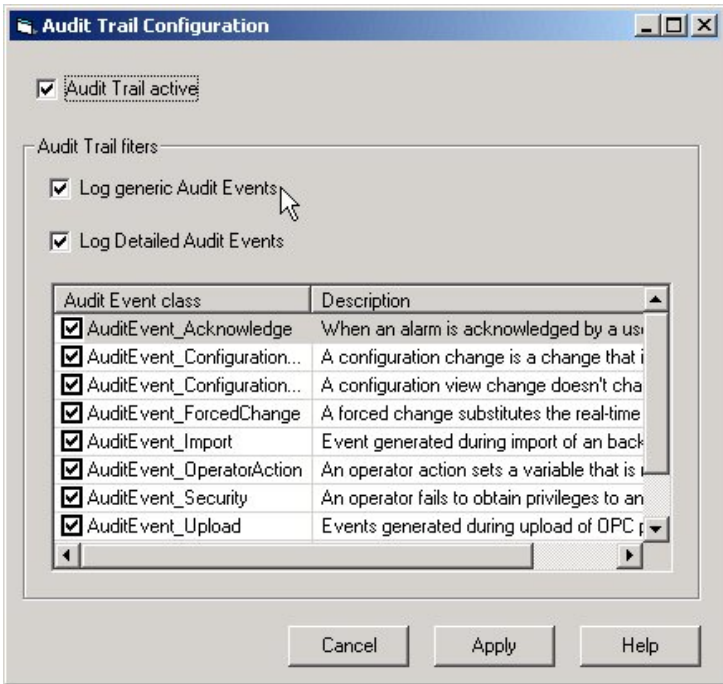 Audit Trail Configuration
Audit Trail active
Audit Trail fiters
Log generic Audit Events
Log Detailed Audit Events
Audit Event class Description
AuditEvent_Acknowledge When an alarm is acknowledged by a us
AuditEvent_Configuration... A configuration change is a change that i
AuditEvent_Configuration... A configuration view change doesn't cha
AuditEvent_ForcedChange A forced change substitutes the real-time
AuditEvent_Import Event generated during import of an back
AuditEvent_OperatorAction An operator action sets a variable that is
AuditEvent_Security An operator fails to obtain privileges to an
AuditEvent_Upload Events generated during upload of OPC p
Cancel Apply Help